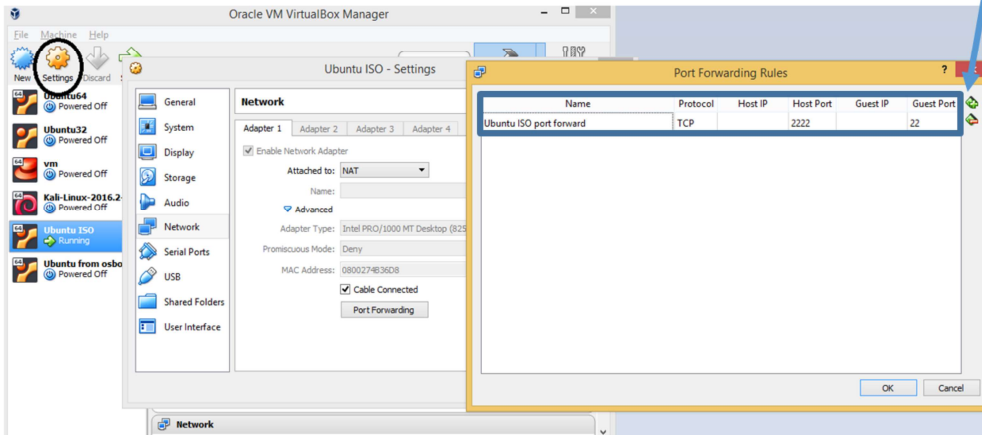 Oracle VM VirtualBox Manager
File Machine Help
New Settings Discard
Ubuntu64
Powered Off
Ubuntu32
Powered Off
vm
Powered Off
Kali-Linux-2016.2-
Powered Off
Ubuntu ISO
Running
Ubuntu from osbo
Powered Off
Ubuntu ISO - Settings
General
System
Display
Storage
Audio
Network
Serial Ports
USB
Shared Folders
User Interface
Network
Adapter 1 Adapter 2 Adapter 3 Adapter 4
Enable Network Adapter
Attached to: NAT
Name:
Advanced
Adapter Type: Intel PRO/1000 MT Desktop (825
Promiscuous Mode: Deny
MAC Address: 0800274B36D8
Cable Connected
Port Forwarding
Network
Port Forwarding Rules ?
Name Protocol Host IP Host Port Guest IP Guest Port
Ubuntu ISO port forward TCP 2222 22
OK Cancel